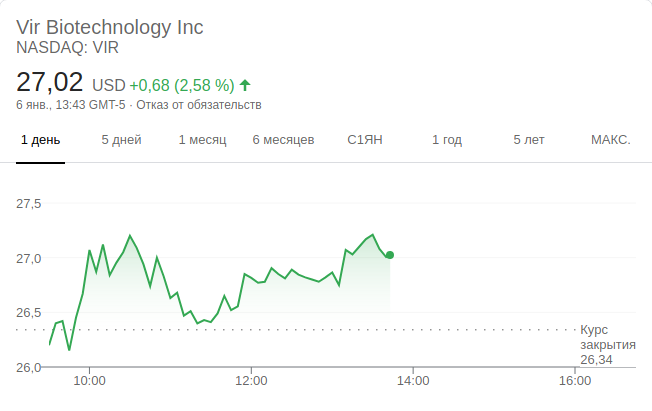 Vir Biotechnology Inc
NASDAQ: VIR
27,02 USD +0,68 (2,58 %)
6 янв., 13:43 GMT-5 · Отказ от обязательств
1 день 5 дней 1 месяц 6 месяцев С1ЯН 1 год 5 лет МАКС.
27,5
27,0
26,5
Курс
закрытия
26,34
26,0
10:00 12:00 14:00 16:00